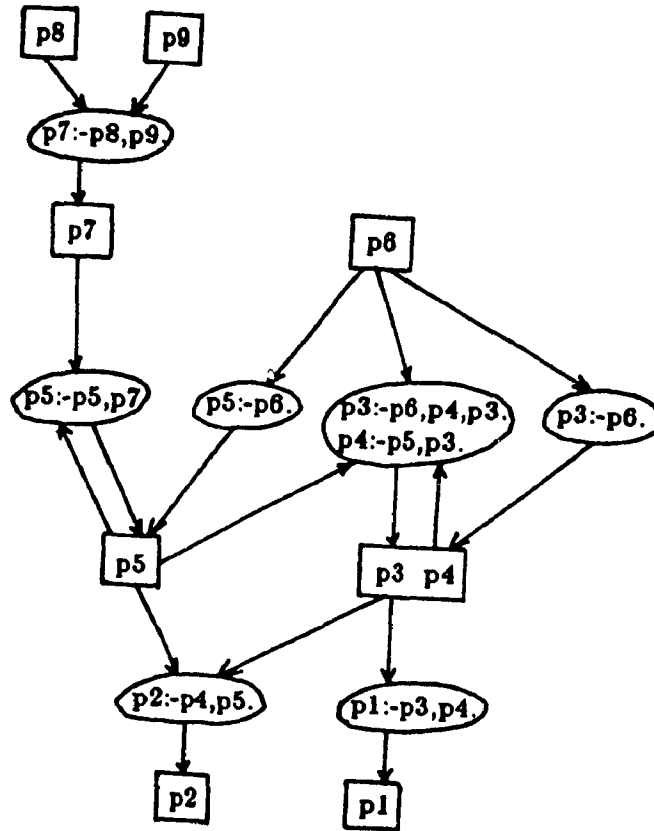 p8
p9
p7:-p8,p9.
p7
p6
p5:-p5,p7
p5:-p6.
p3:-p6,p4,p3.
p4:-p5,p3.
p3:-p6.
p5
p3 p4
p2:-p4,p5.
p1:-p3,p4.
p2
p1